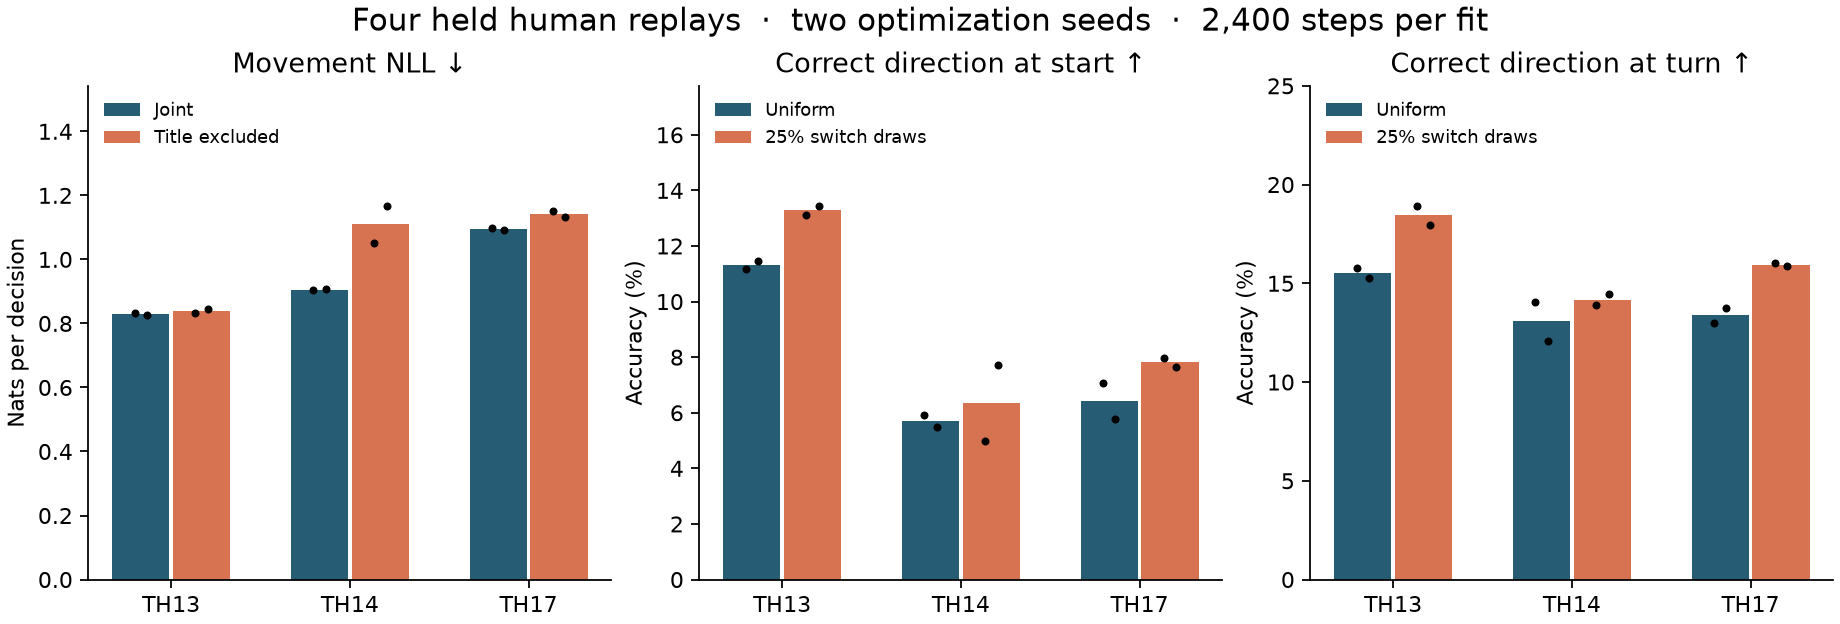 Four held human replays · two optimization seeds · 2,400 steps per fit
Movement NLL ↓
Joint
Title excluded
Nats per decision
1.4
1.2
1.0
0.8
0.6
0.4
0.2
0.0
TH13 TH14 TH17
Correct direction at start ↑
Uniform
25% switch draws
Accuracy (%)
16
14
12
10
8
6
4
2
0
TH13 TH14 TH17
Correct direction at turn ↑
Uniform
25% switch draws
Accuracy (%)
25
20
15
10
5
0
TH13 TH14 TH17